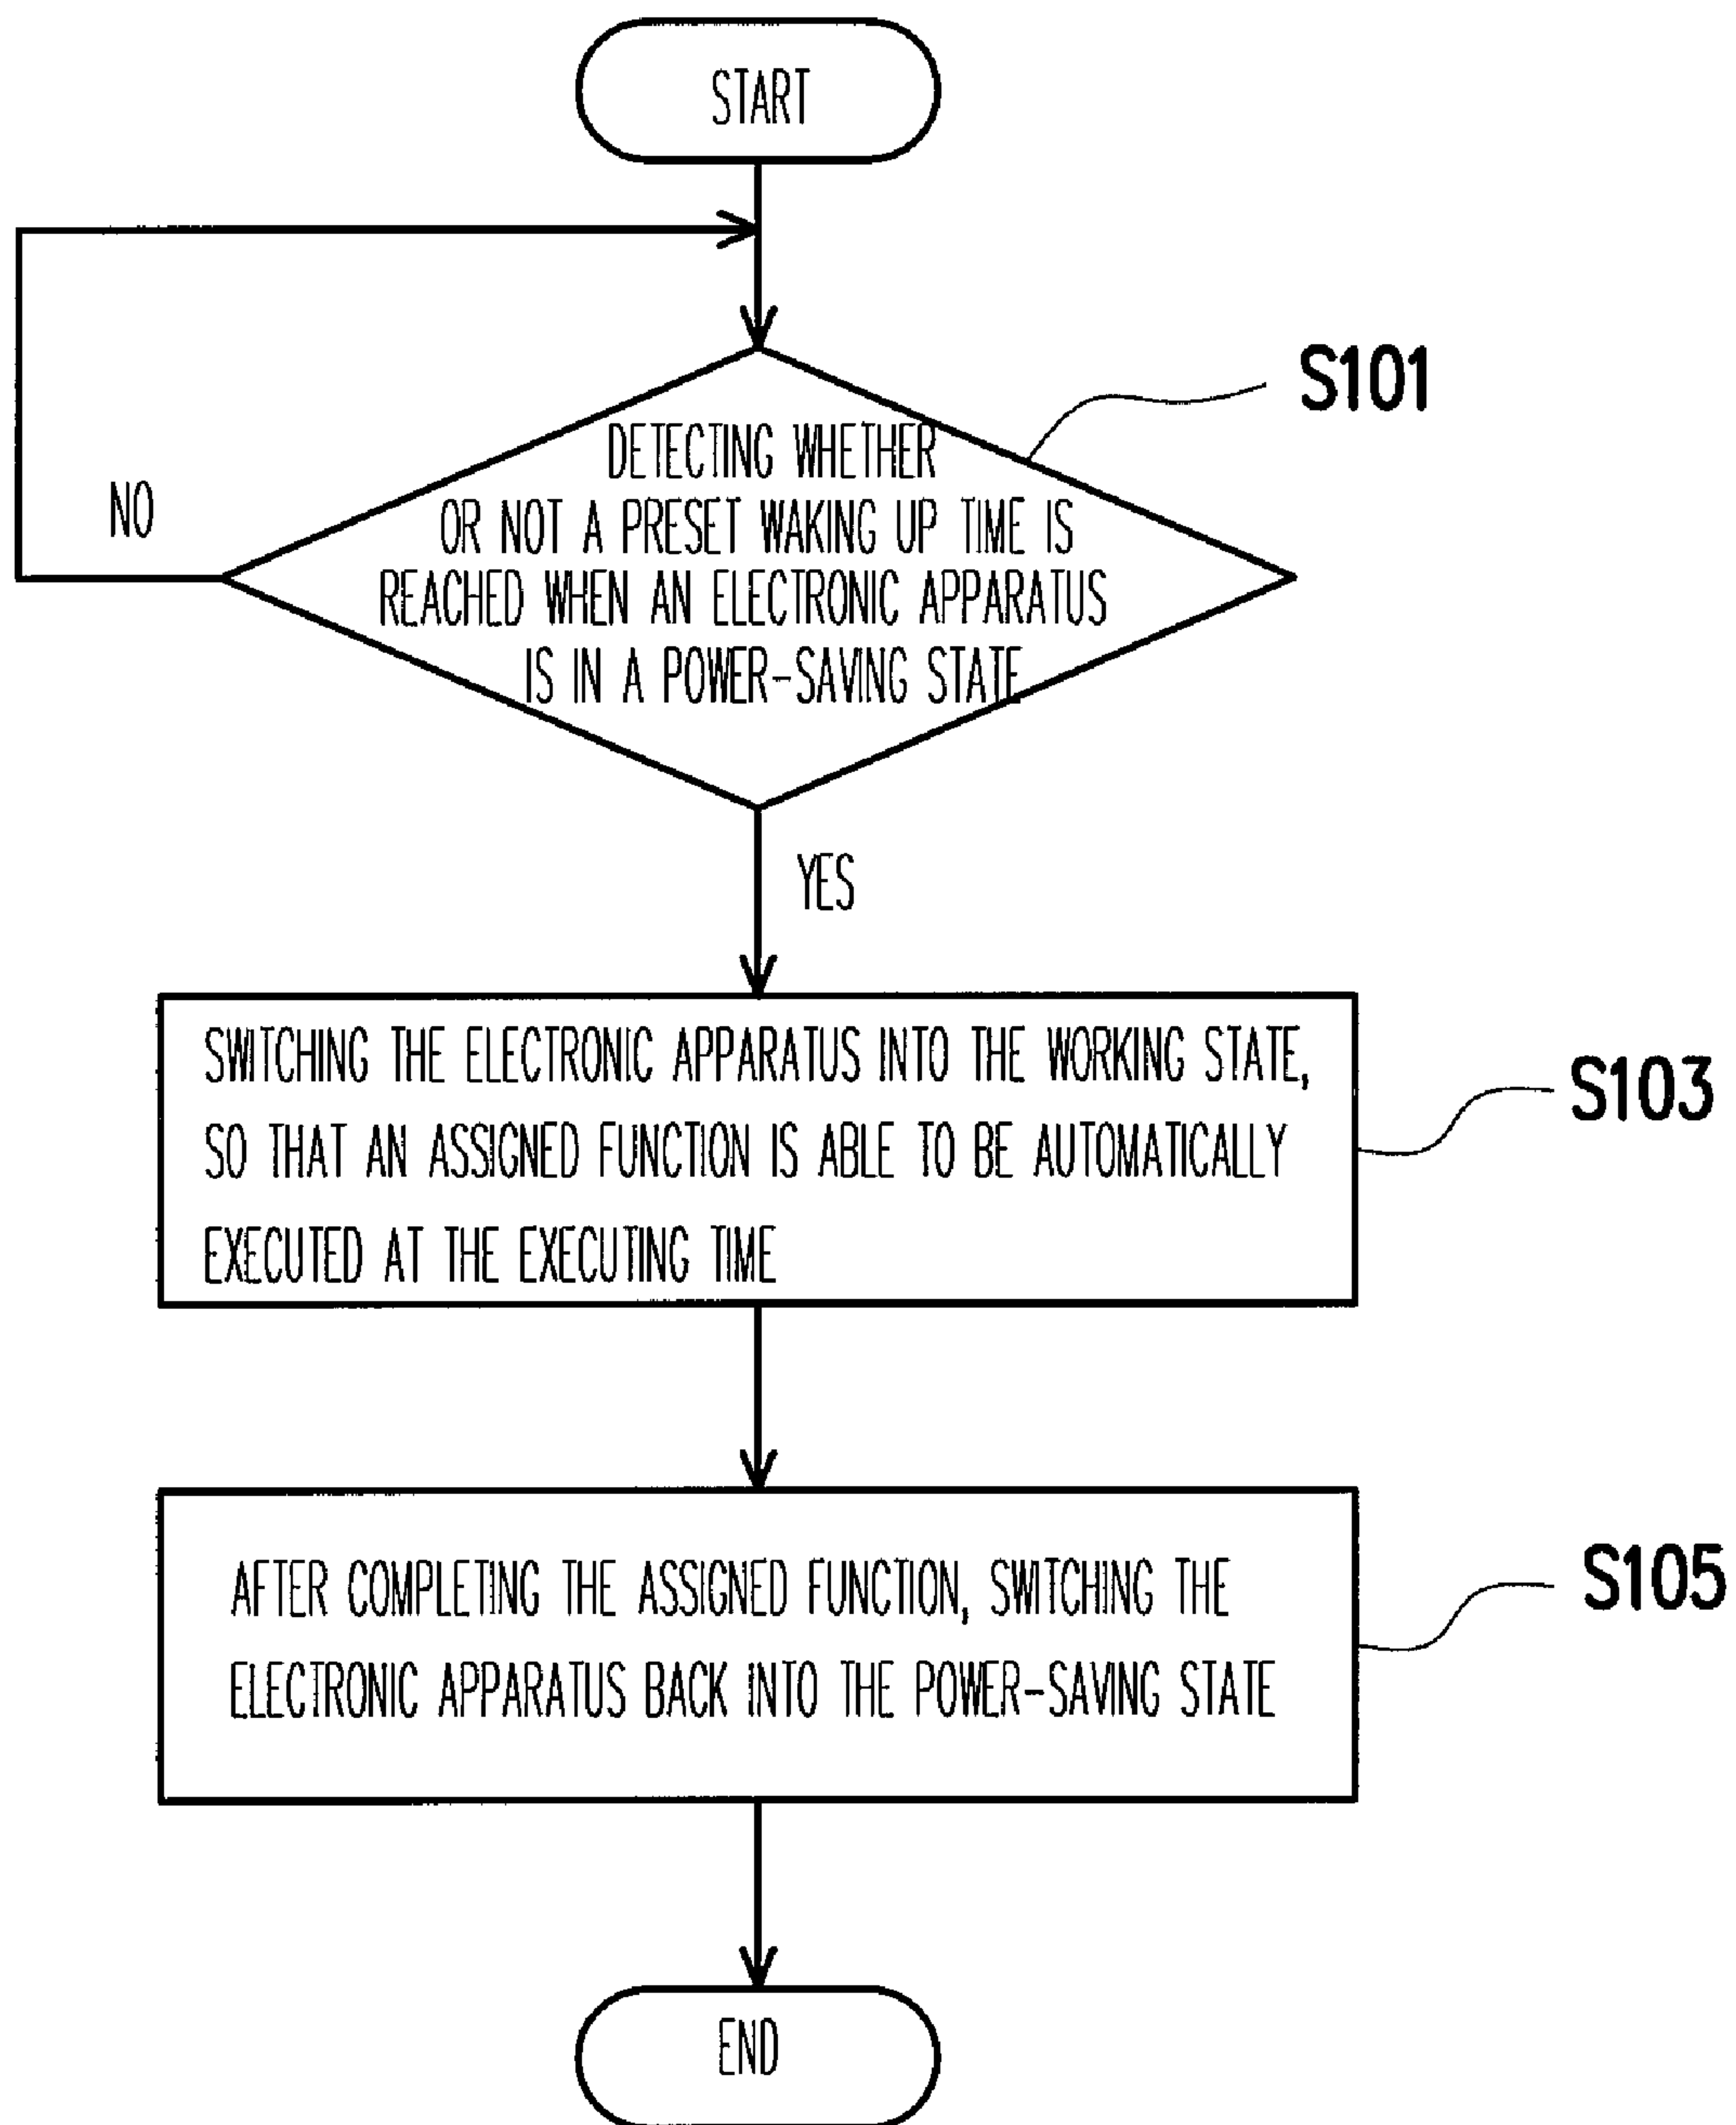 START
S101
DETECTING WHETHER
OR NOT A PRESET WAKING UP TIME IS
REACHED WHEN AN ELECTRONIC APPARATUS
IS IN A POWER-SAVING STATE
NO
YES
SWITCHING THE ELECTRONIC APPARATUS INTO THE WORKING STATE,
SO THAT AN ASSIGNED FUNCTION IS ABLE TO BE AUTOMATICALLY
EXECUTED AT THE EXECUTING TIME
S103
AFTER COMPLETING THE ASSIGNED FUNCTION, SWITCHING THE
ELECTRONIC APPARATUS BACK INTO THE POWER-SAVING STATE
S105
END